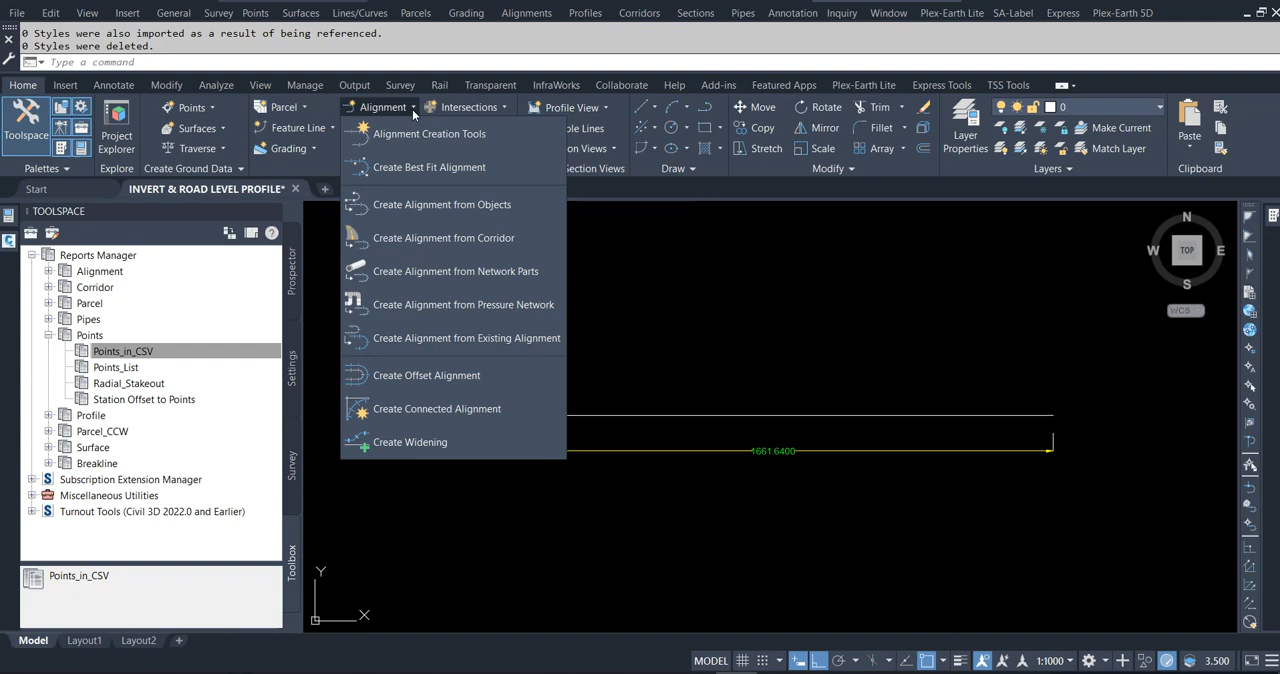 File Edit View Insert General Survey Points Surfaces Lines/Curves Parcels Grading Alignments Profiles Corridors Sections Pipes Annotation Inquiry Window Plex-Earth Lite SA-Label Express Plex-Earth 5D
0 Styles were also imported as a result of being referenced.
0 Styles were deleted.
Type a command
Home Insert Annotate Modify Analyze View Manage Output Survey Rail Transparent InfraWorks Collaborate Help Add-ins Featured Apps Plex-Earth Lite Express Tools TSS Tools
Toolspace
Palettes
Project Explorer
Explore
Points
Surfaces
Traverse
Create Ground Data
Parcel
Feature Line
Grading
Alignment
Intersections
Profile View
ple Lines
on Views
Section Views
Draw
Move Rotate Trim
Copy Mirror Fillet
Stretch Scale Array
Modify
Layer Properties
0
Make Current
Match Layer
Layers
Paste
Clipboard
Alignment Creation Tools
Create Best Fit Alignment
Create Alignment from Objects
Create Alignment from Corridor
Create Alignment from Network Parts
Create Alignment from Pressure Network
Create Alignment from Existing Alignment
Create Offset Alignment
Create Connected Alignment
Create Widening
Start INVERT & ROAD LEVEL PROFILE*
TOOLSPACE
Reports Manager
Alignment
Corridor
Parcel
Pipes
Points
Points_in_CSV
Points_List
Radial_Stakeout
Station Offset to Points
Profile
Parcel_CCW
Surface
Breakline
Subscription Extension Manager
Miscellaneous Utilities
Turnout Tools (Civil 3D 2022.0 and Earlier)
Points_in_CSV
Prospector
Settings
Survey
Toolbox
N
W TOP E
S
WCS
1661.6400
Y
X
Model Layout1 Layout2
MODEL 1:1000 3.500